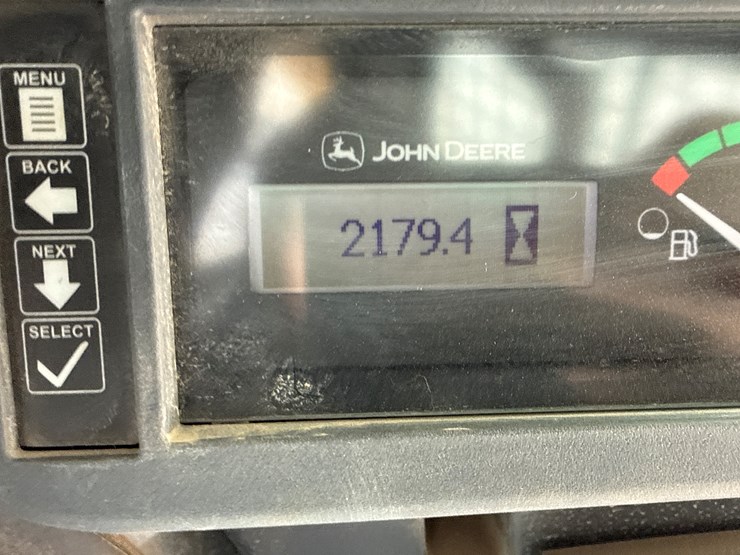 MENU
BACK
NEXT
SELECT
JOHN DEERE
2179.4